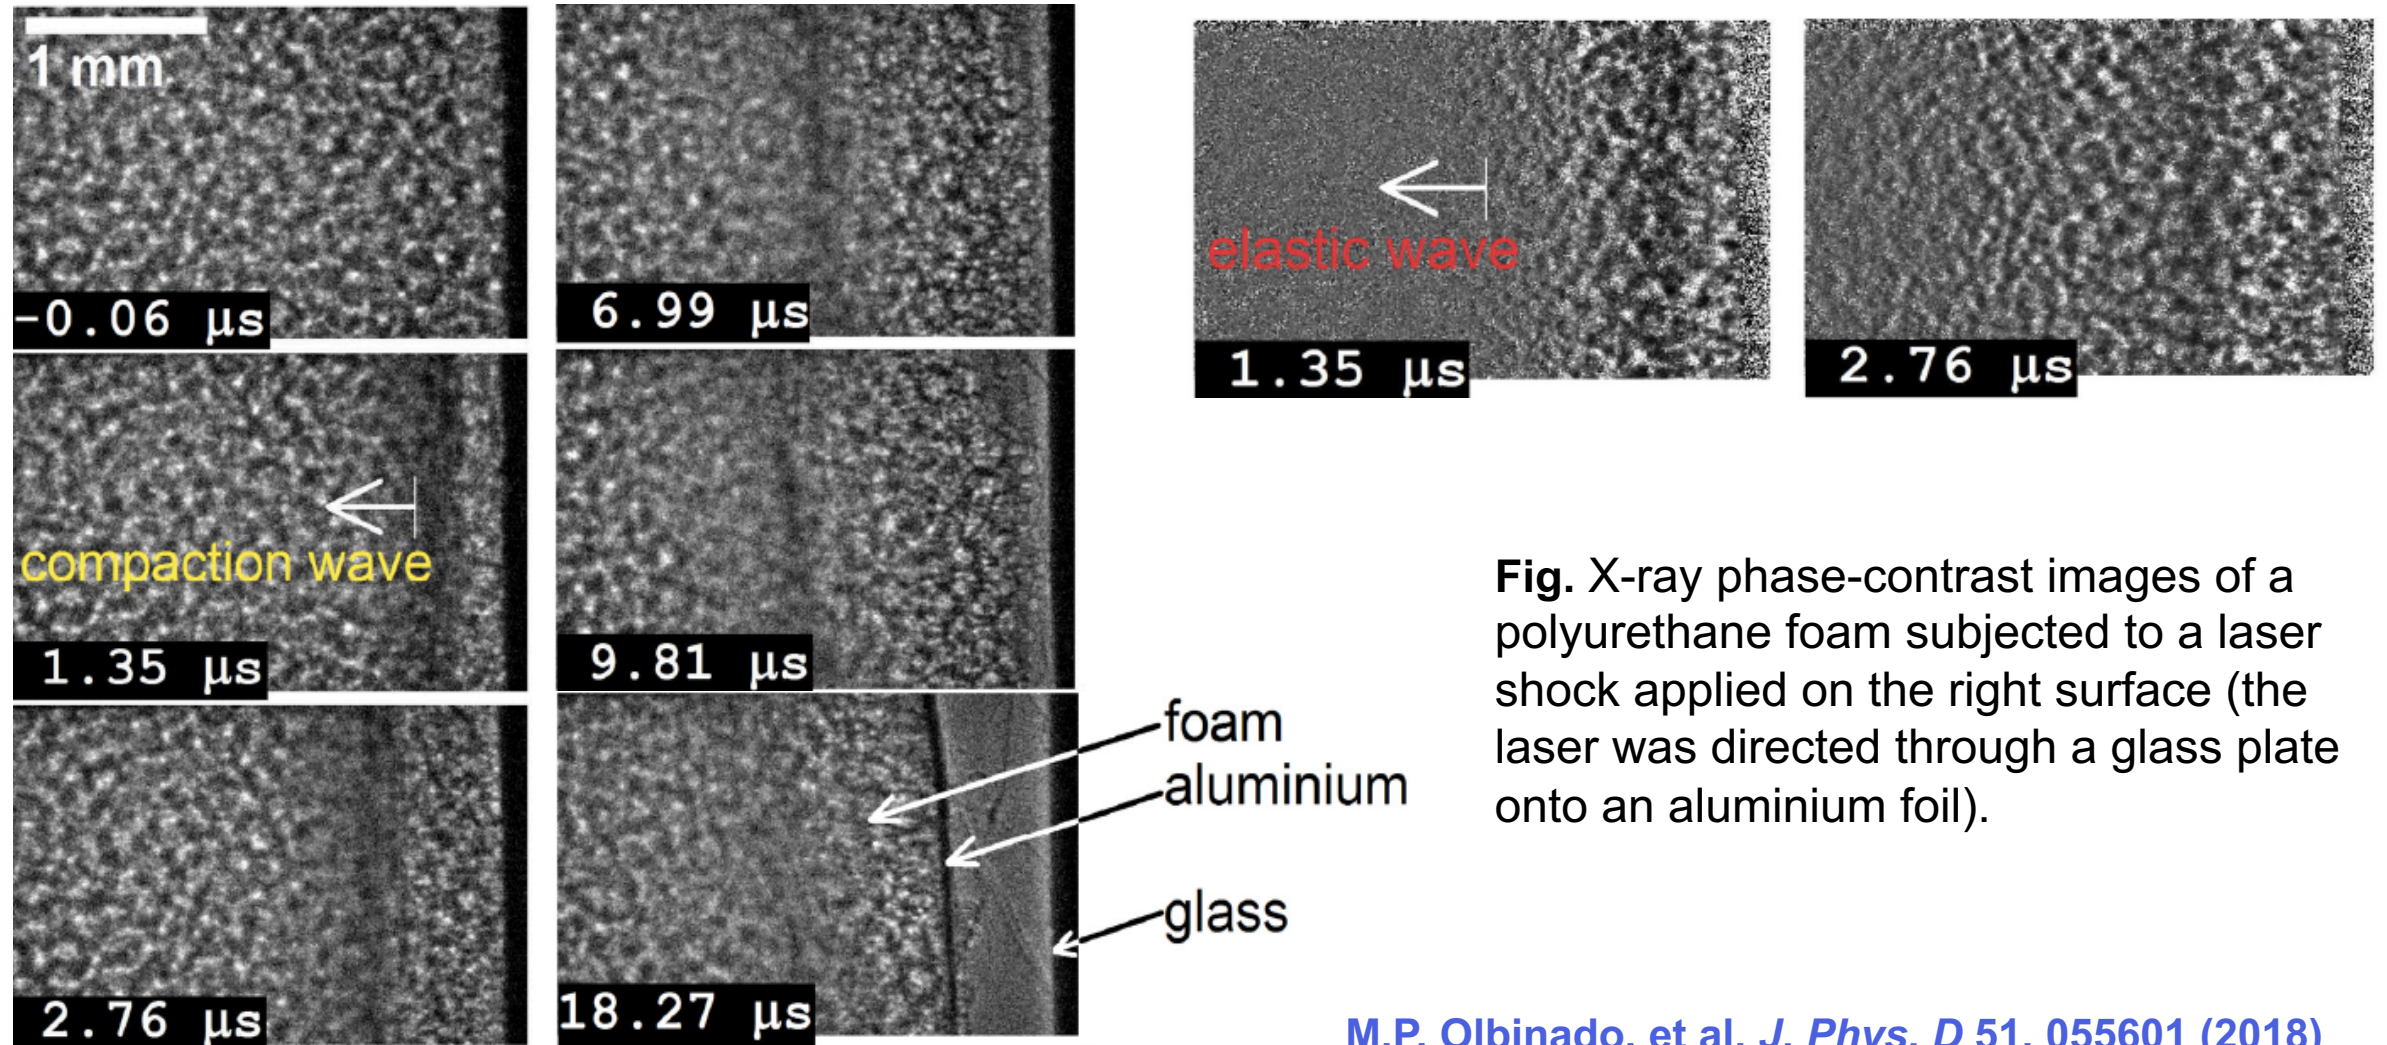 1 mm
-0.06 µs
compaction wave
1.35 µs
2.76 µs
6.99 µs
9.81 µs
18.27 µs
foam
aluminium
glass
elastic wave
1.35 µs
2.76 µs
Fig. X-ray phase-contrast images of a
polyurethane foam subjected to a laser
shock applied on the right surface (the
laser was directed through a glass plate
onto an aluminium foil).
M.P. Olbinado, et al. J. Phys. D 51, 055601 (2018)